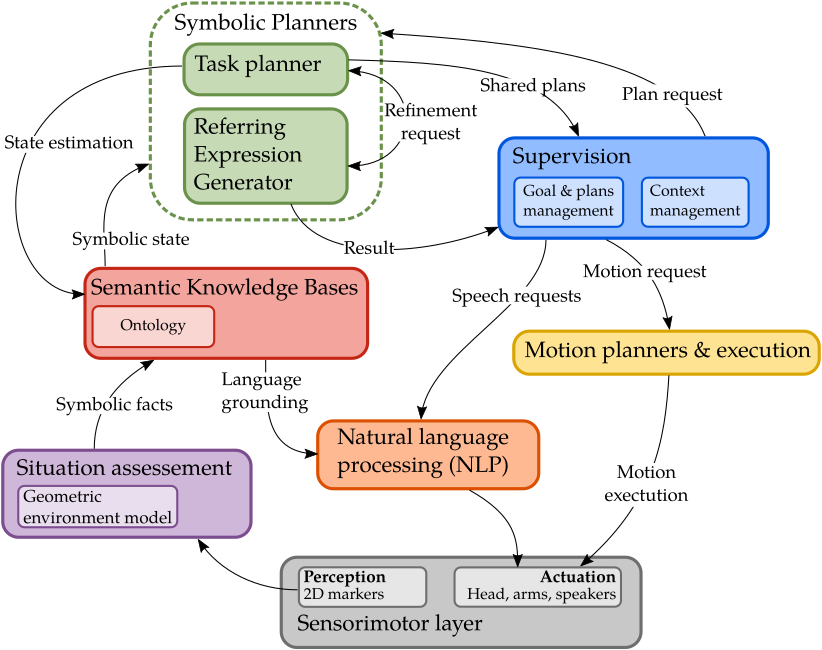 Symbolic Planners
Task planner
Shared plans
Plan request
Refinement
request
State estimation
Referring
Expression
Generator
Supervision
Goal & plans
management
Context
management
Symbolic state
Result
Motion request
Semantic Knowledge Bases
Ontology
Speech requests
Motion planners & execution
Language
grounding
Symbolic facts
Natural language
processing (NLP)
Situation assessement
Geometric
environment model
Motion
exectution
Perception
2D markers
Actuation
Head, arms, speakers
Sensorimotor layer